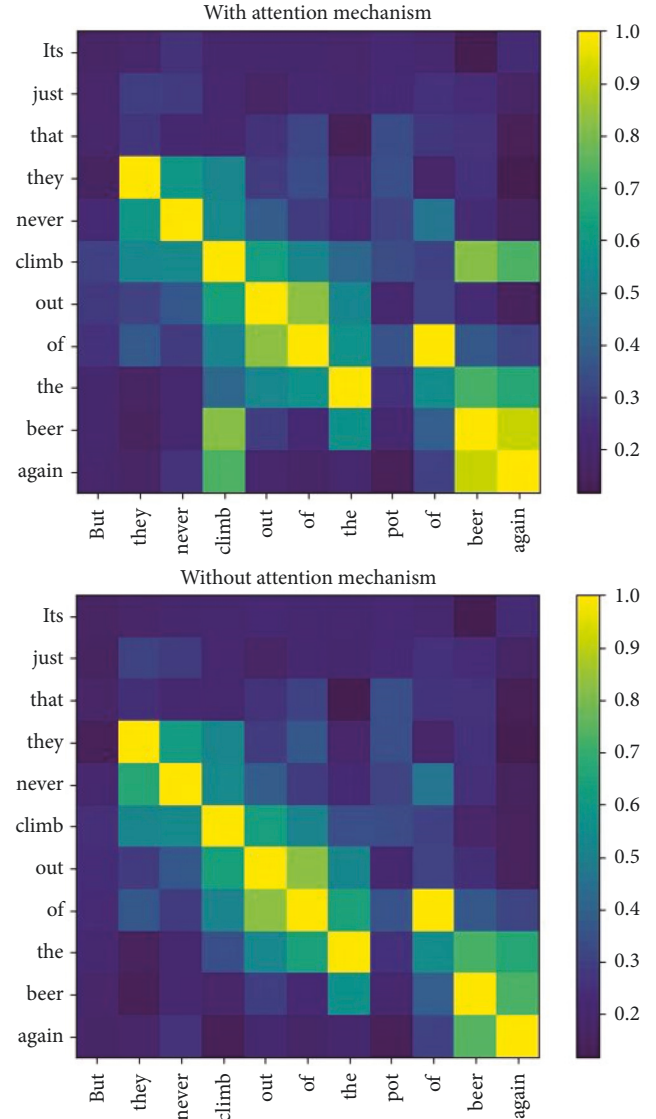 With attention mechanism
Its
just
that
they
never
climb
out
of
the
beer
again
But
they
never
climb
out
of
the
pot
of
beer
again
1.0
0.9
0.8
0.7
0.6
0.5
0.4
0.3
0.2
Without attention mechanism
Its
just
that
they
never
climb
out
of
the
beer
again
But
they
never
climb
out
of
the
pot
of
beer
again
1.0
0.9
0.8
0.7
0.6
0.5
0.4
0.3
0.2